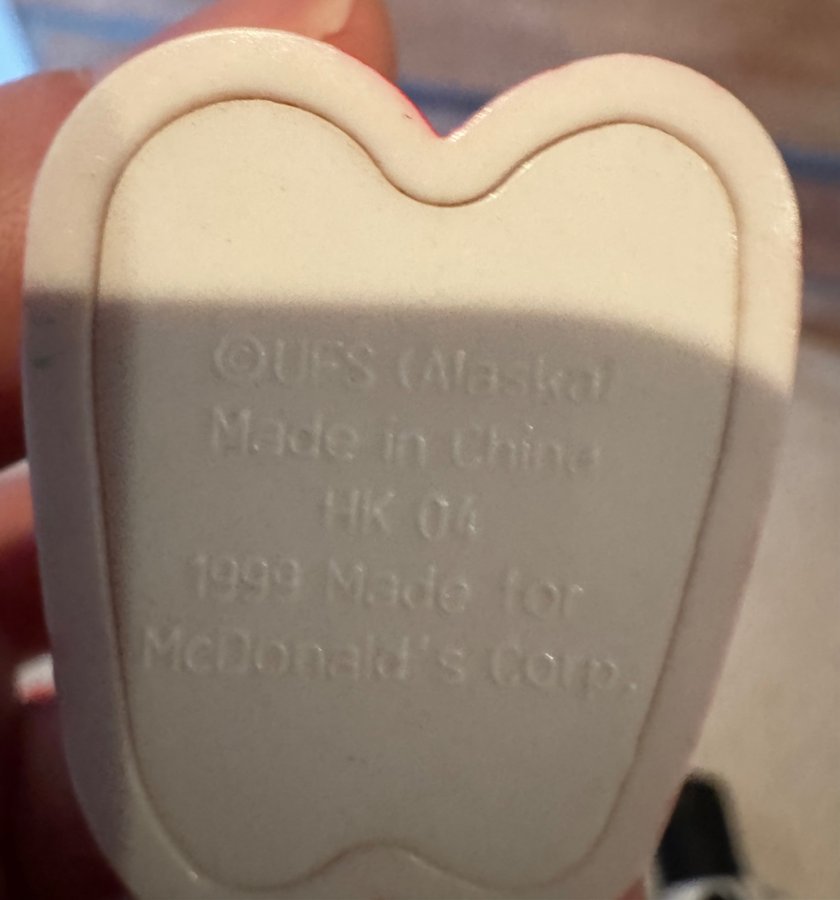 ©UFS (Alaska)
Made in China
HK 04
1999 Made for
McDonald's Corp.